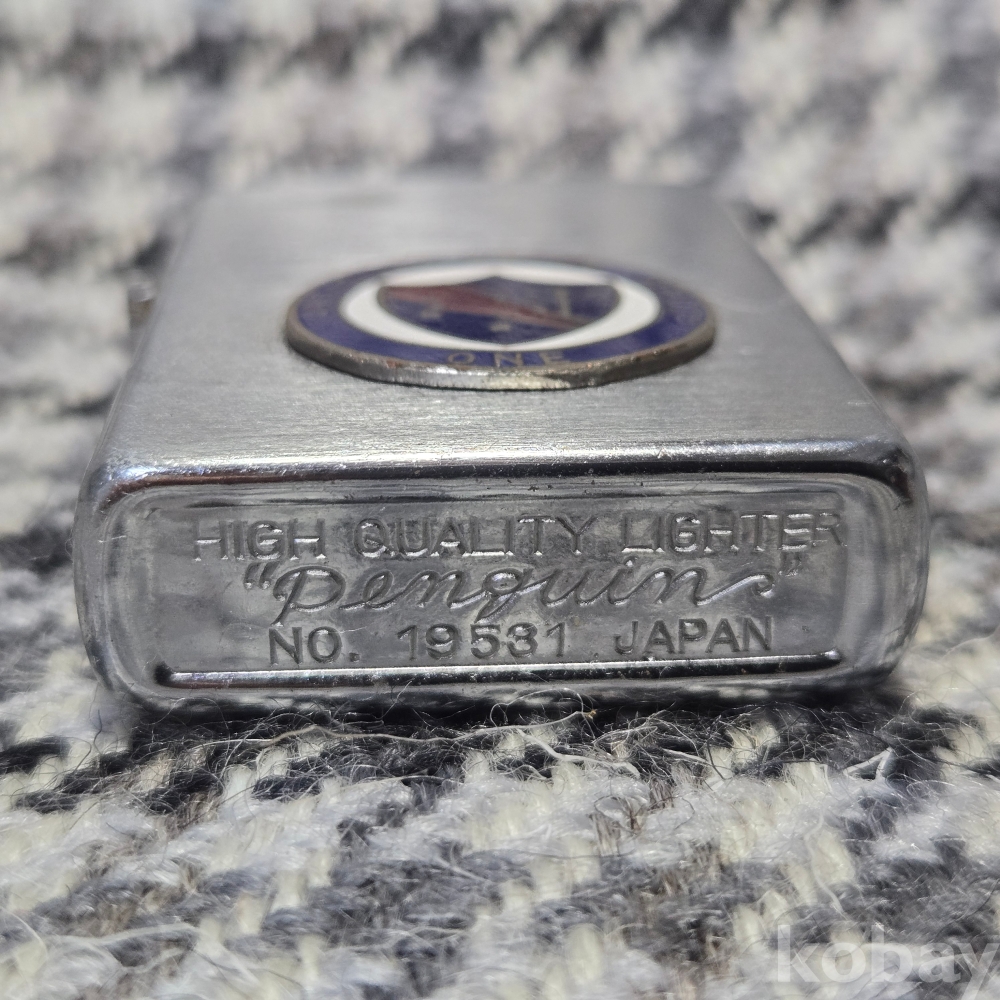 ONE
HIGH QUALITY LIGHTER
"Penguin"
NO. 19531 JAPAN
kobay